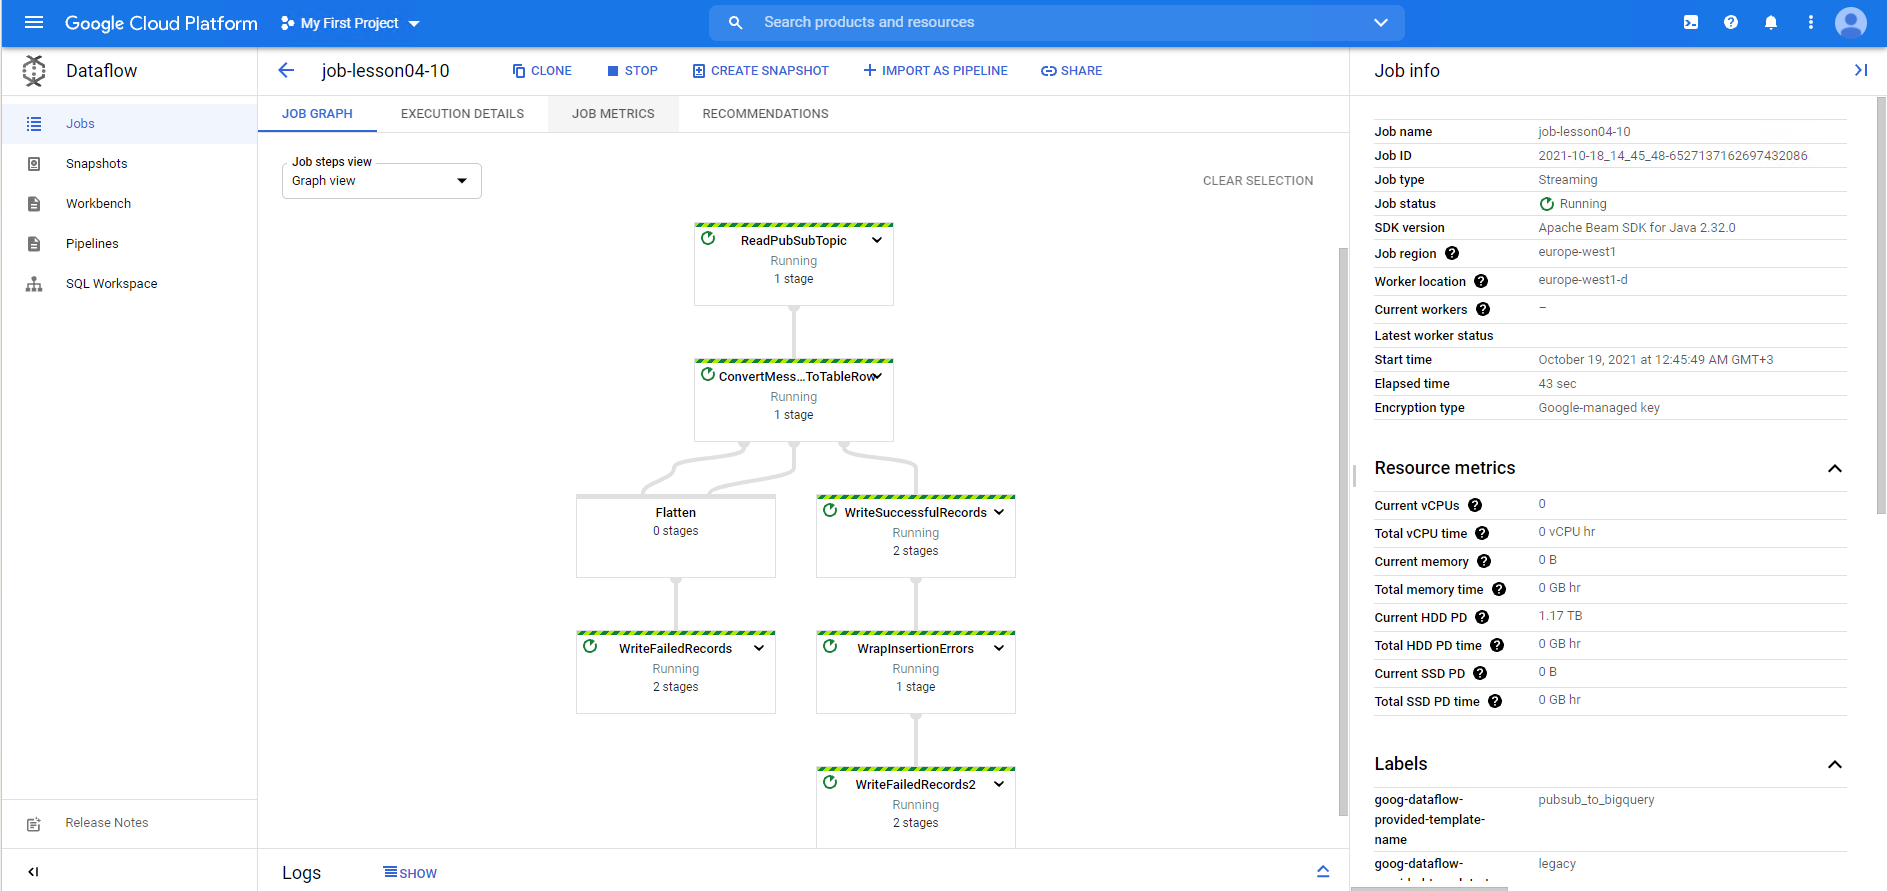 Google Cloud Platform
My First Project
Search products and resources
Dataflow
job-lesson04-10
CLONE
STOP
CREATE SNAPSHOT
IMPORT AS PIPELINE
SHARE
Job info
Jobs
Snapshots
Workbench
Pipelines
SQL Workspace
Release Notes
JOB GRAPH
EXECUTION DETAILS
JOB METRICS
RECOMMENDATIONS
Job steps view
Graph view
CLEAR SELECTION
ReadPubSubTopic
Running
1 stage
ConvertMess...ToTableRow
Running
1 stage
Flatten
0 stages
WriteSuccessfulRecords
Running
2 stages
WriteFailedRecords
Running
2 stages
WrapInsertionErrors
Running
1 stage
WriteFailedRecords2
Running
2 stages
Logs
SHOW
Job name job-lesson04-10
Job ID 2021-10-18_14_45_48-6527137162697432086
Job type Streaming
Job status Running
SDK version Apache Beam SDK for Java 2.32.0
Job region europe-west1
Worker location europe-west1-d
Current workers –
Latest worker status
Start time October 19, 2021 at 12:45:49 AM GMT+3
Elapsed time 43 sec
Encryption type Google-managed key
Resource metrics
Current vCPUs 0
Total vCPU time 0 vCPU hr
Current memory 0 B
Total memory time 0 GB hr
Current HDD PD 1.17 TB
Total HDD PD time 0 GB hr
Current SSD PD 0 B
Total SSD PD time 0 GB hr
Labels
goog-dataflow- pubsub_to_bigquery
provided-template-
name
goog-dataflow- legacy